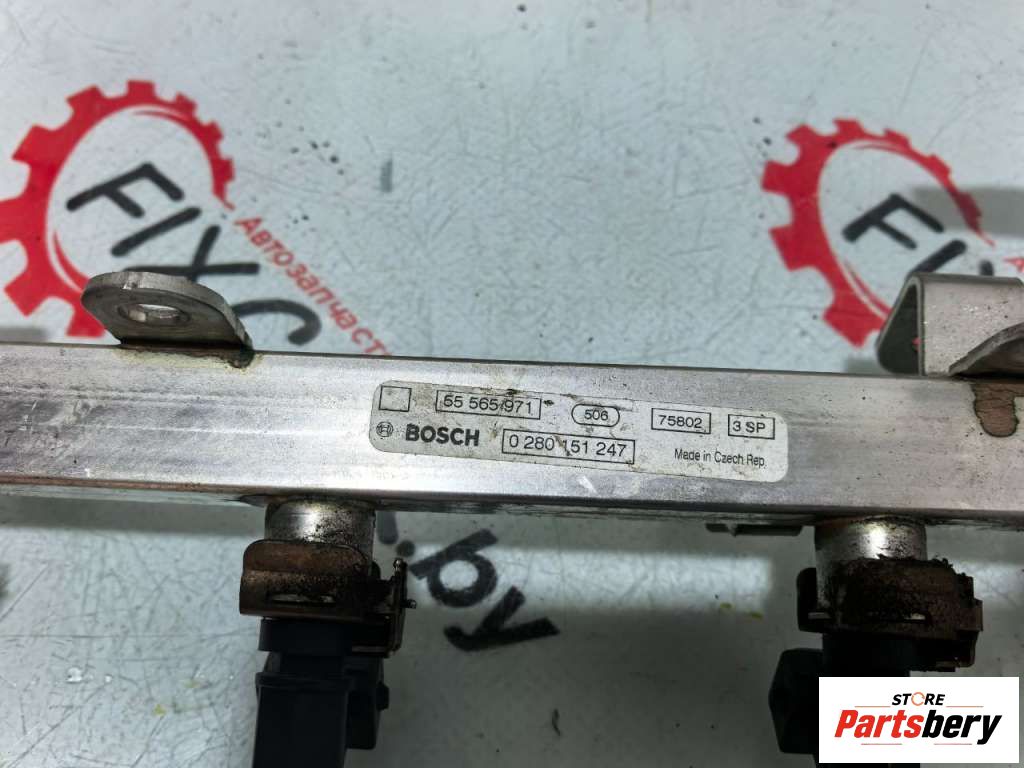 FIXC
Автозапчасти
FIX
55 565 971 506 75802 3 SP
BOSCH 0 280 151 247 Made in Czech Rep.
.by
STORE
Partsbery